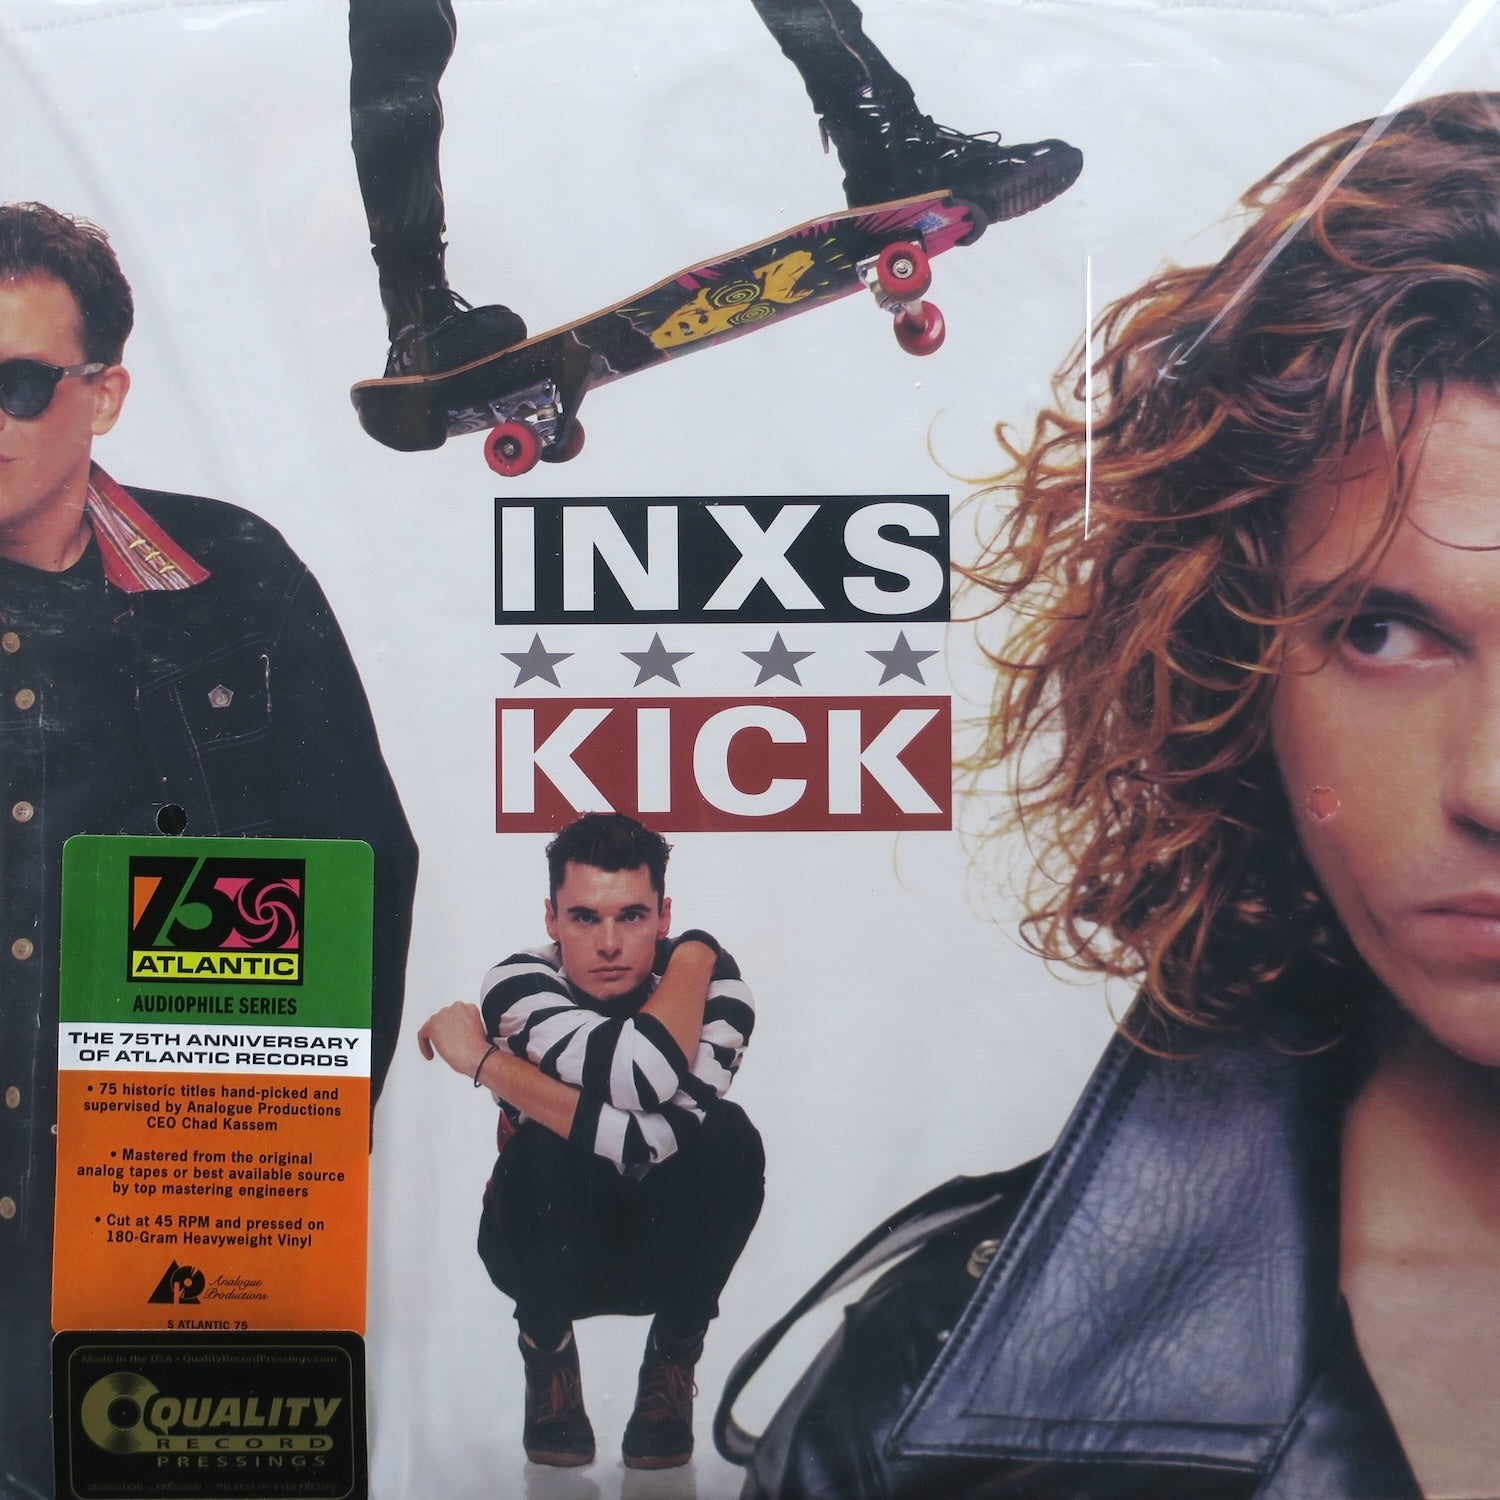 INXS
KICK
75
ATLANTIC
AUDIOPHILE SERIES
THE 75TH ANNIVERSARY
OF ATLANTIC RECORDS
• 75 historic titles hand-picked and
supervised by Analogue Productions
CEO Chad Kassem
• Mastered from the original
analog tapes or best available source
by top mastering engineers
• Cut at 45 RPM and pressed on
180-Gram Heavyweight Vinyl
Analogue
Productions
S ATLANTIC 75
Made in the USA • QualityRecordPressings.com
QUALITY
RECORD
PRESSINGS